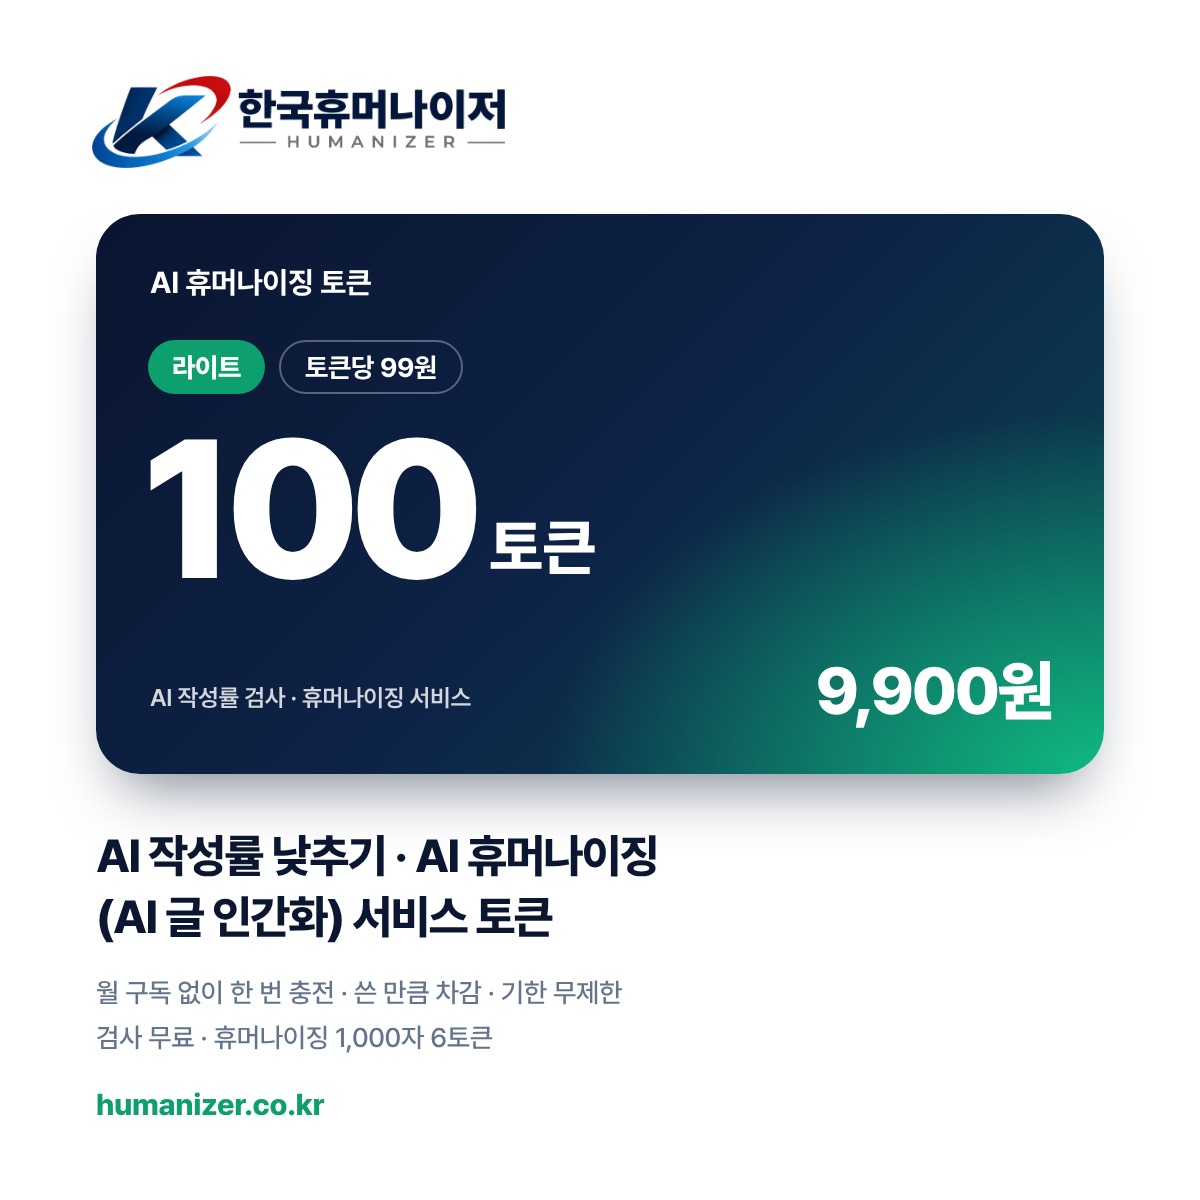 한국휴머나이저
HUMANIZER
AI 휴머나이징 토큰
라이트
토큰당 99원
100 토큰
AI 작성률 검사 · 휴머나이징 서비스
9,900원
AI 작성률 낮추기 · AI 휴머나이징
(AI 글 인간화) 서비스 토큰
월 구독 없이 한 번 충전 · 쓴 만큼 차감 · 기한 무제한
검사 무료 · 휴머나이징 1,000자 6토큰
humanizer.co.kr